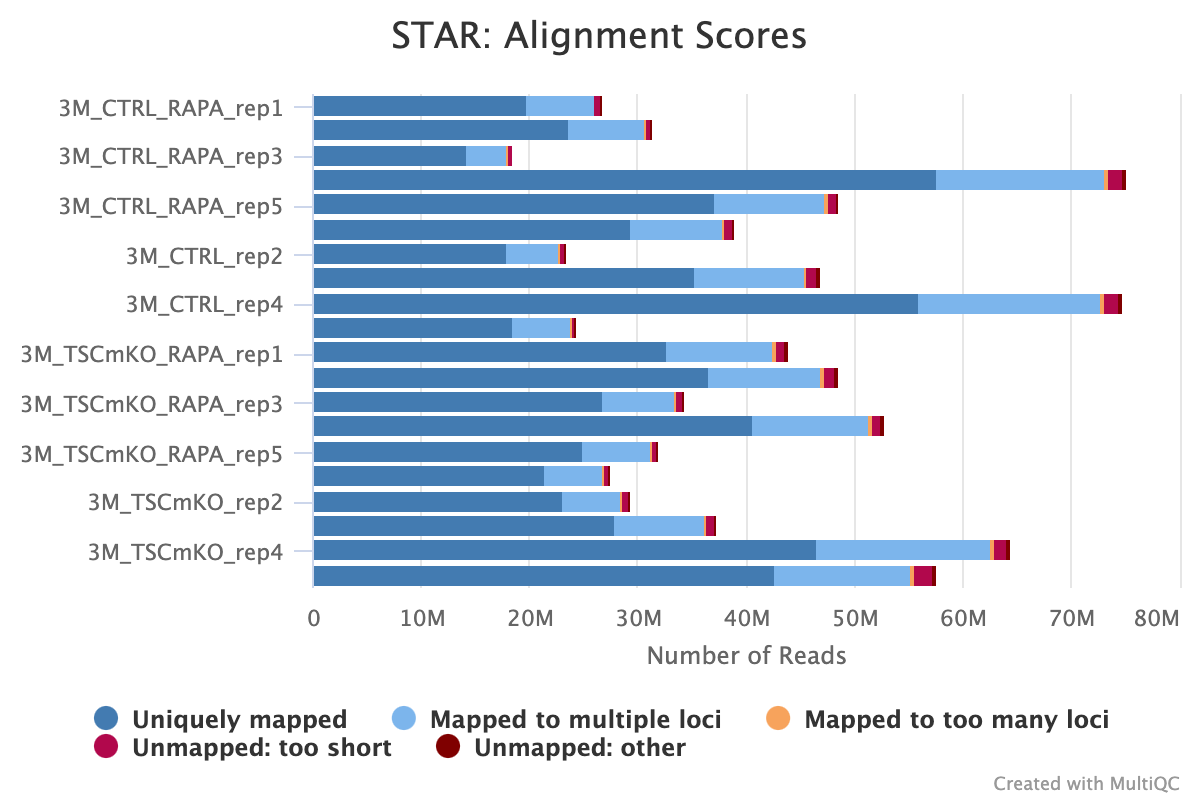 STAR: Alignment Scores
3M_CTRL_RAPA_rep1
3M_CTRL_RAPA_rep3
3M_CTRL_RAPA_rep5
3M_CTRL_rep2
3M_CTRL_rep4
3M_TSCmKO_RAPA_rep1
3M_TSCmKO_RAPA_rep3
3M_TSCmKO_RAPA_rep5
3M_TSCmKO_rep2
3M_TSCmKO_rep4
0 10M 20M 30M 40M 50M 60M 70M 80M
Number of Reads
Uniquely mapped Mapped to multiple loci Mapped to too many loci
Unmapped: too short Unmapped: other
Created with MultiQC